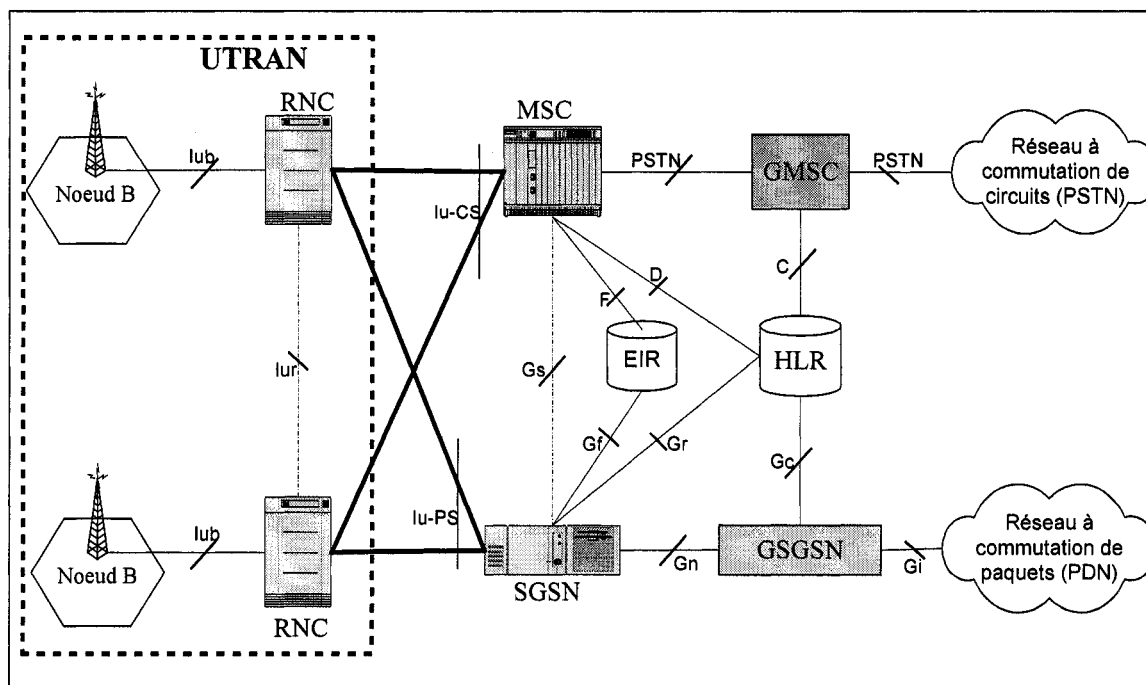 UTRAN
RNC
MSC
Noeud B
Iub
Iu-CS
PSTN
GMSC
PSTN
Réseau à
commutation de
circuits (PSTN)
Iur
Gs
F
D
C
EIR
HLR
Gf
Gr
Gc
Noeud B
Iub
RNC
Iu-PS
SGSN
Gn
GSGSN
Gi
Réseau à
commutation de
paquets (PDN)